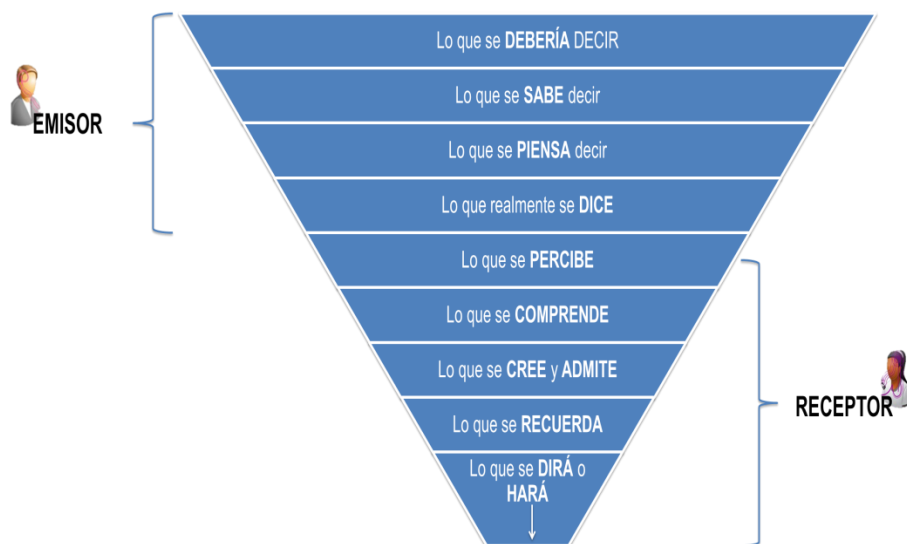 Lo que se DEBERÍA DECIR
Lo que se SABE decir
EMISOR
Lo que se PIENSA decir
Lo que realmente se DICE
Lo que se PERCIBE
Lo que se COMPRENDE
Lo que se CREE y ADMITE
RECEPTOR
Lo que se RECUERDA
Lo que se DIRÁ o
HARÁ